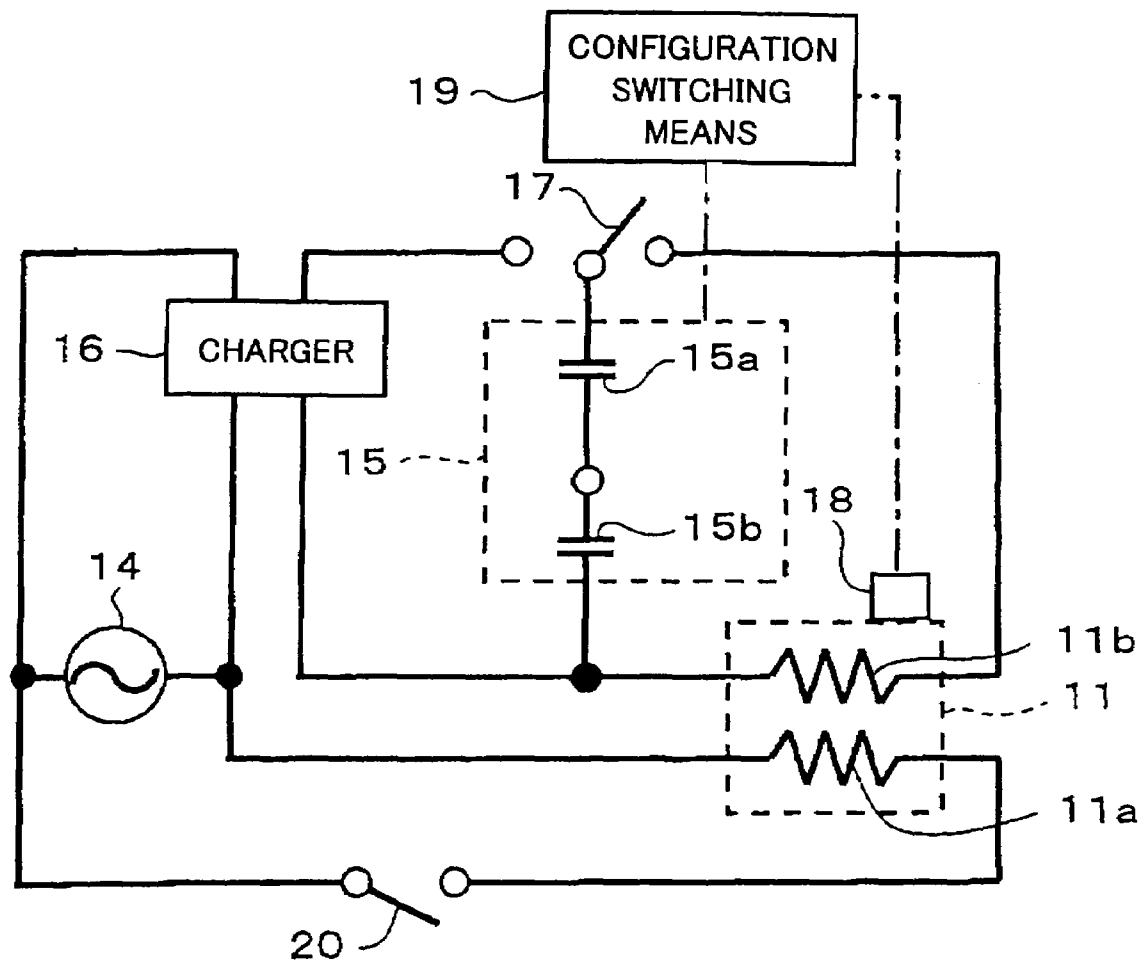 CONFIGURATION
SWITCHING
MEANS
19
17
16
CHARGER
15a
15
15b
18
14
11b
11
11a
20